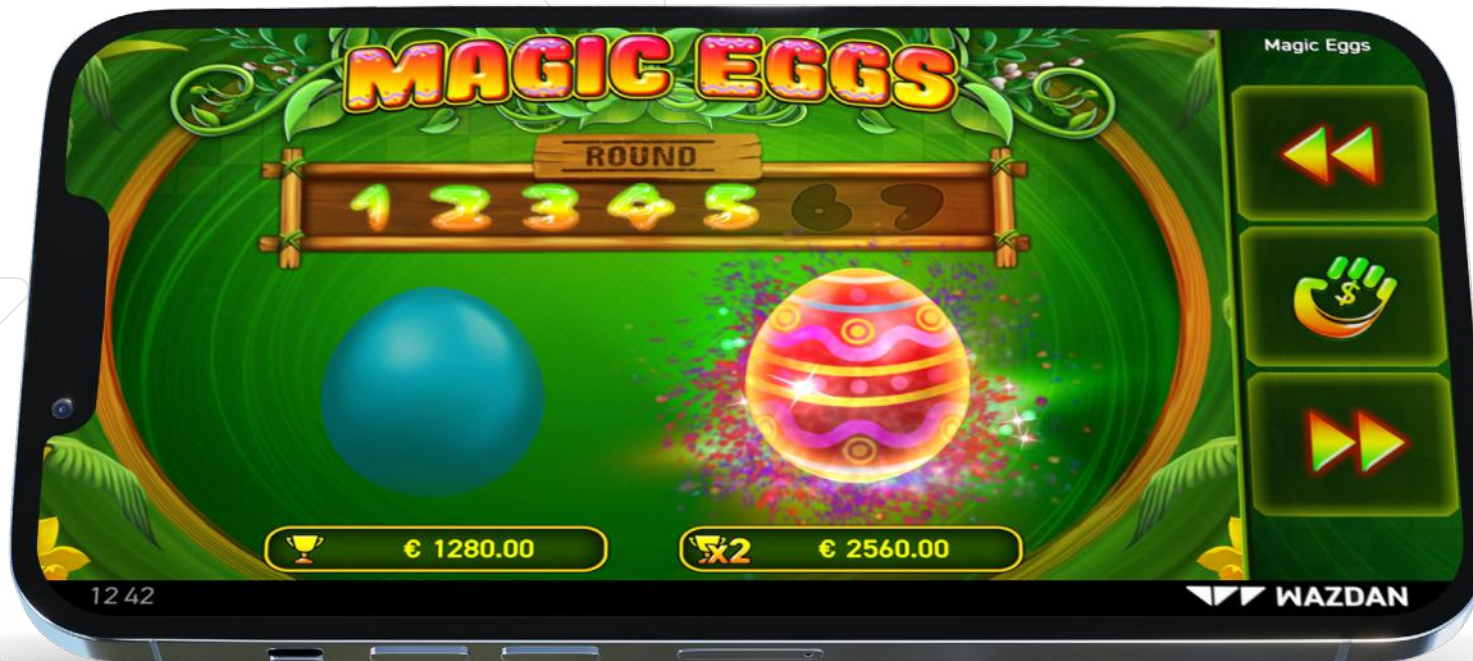 MAGIC EGGS
Magic Eggs
ROUND
1 2 3 4 5 6 7
$
€ 1280.00
X2 € 2560.00
12 42
WAZDAN